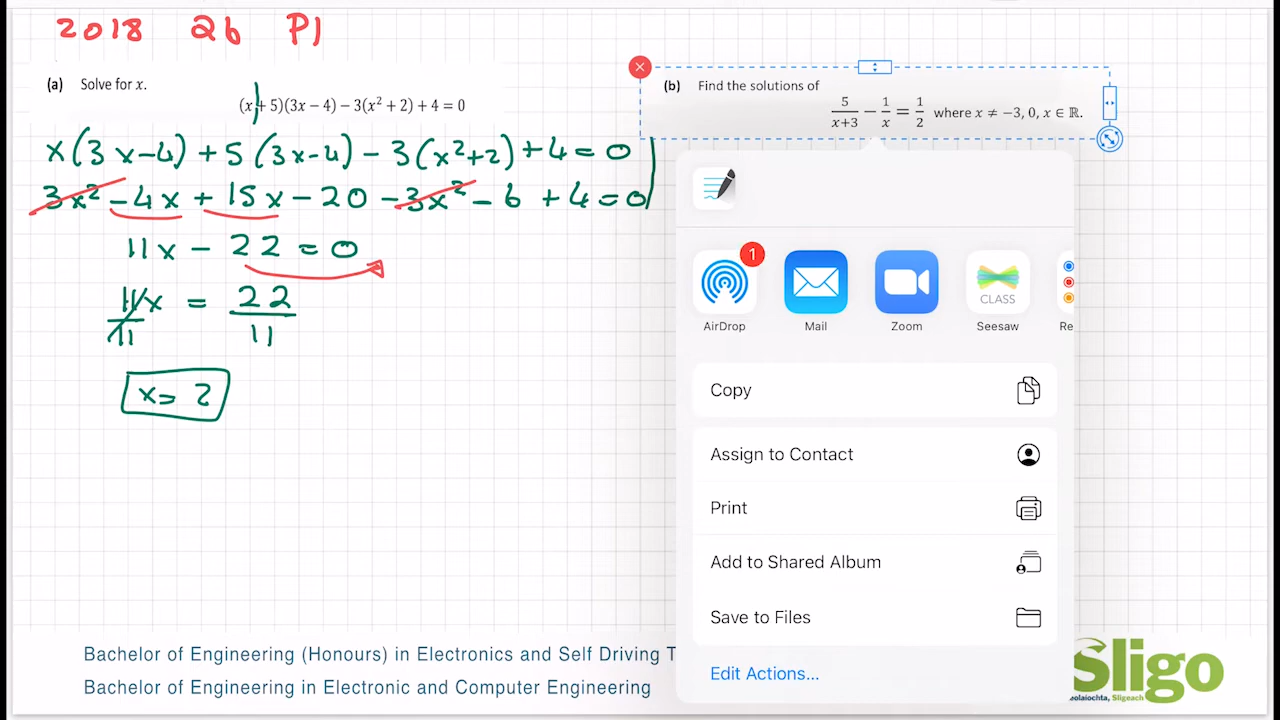 2018 2b P1
(a) Solve for x.
(x + 5)(3x − 4) − 3(x² + 2) + 4 = 0
x(3x-4) + 5(3x-4) - 3(x²+2) + 4 = 0
3x² - 4x + 15x - 20 - 3x² - 6 + 4 = 0
11x - 22 = 0
11x = 22
11 11
x = 2
(b) Find the solutions of
5/(x+3) − 1/x = 1/2 where x ≠ −3, 0, x ∈ ℝ.
1
AirDrop Mail Zoom CLASS Seesaw Re
Copy
Assign to Contact
Print
Add to Shared Album
Save to Files
Edit Actions...
Bachelor of Engineering (Honours) in Electronics and Self Driving T
Bachelor of Engineering in Electronic and Computer Engineering
Sligo
eolaíochta, Sligeach